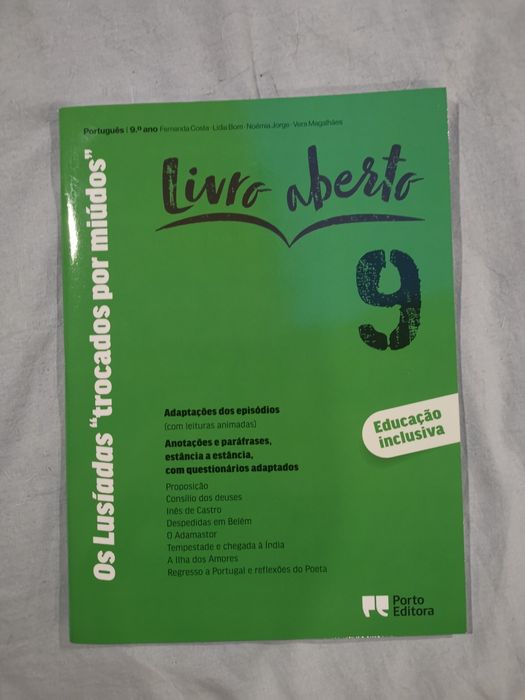 Português | 9.º ano Fernanda Costa · Lídia Bom · Noémia Jorge · Vera Magalhães
Livro aberto
9
Os Lusíadas "trocados por miúdos"
Adaptações dos episódios
(com leituras animadas)
Anotações e paráfrases,
estância a estância,
com questionários adaptados
Proposição
Consílio dos deuses
Inês de Castro
Despedidas em Belém
O Adamastor
Tempestade e chegada à Índia
A Ilha dos Amores
Regresso a Portugal e reflexões do Poeta
Educação
inclusiva
Porto
Editora